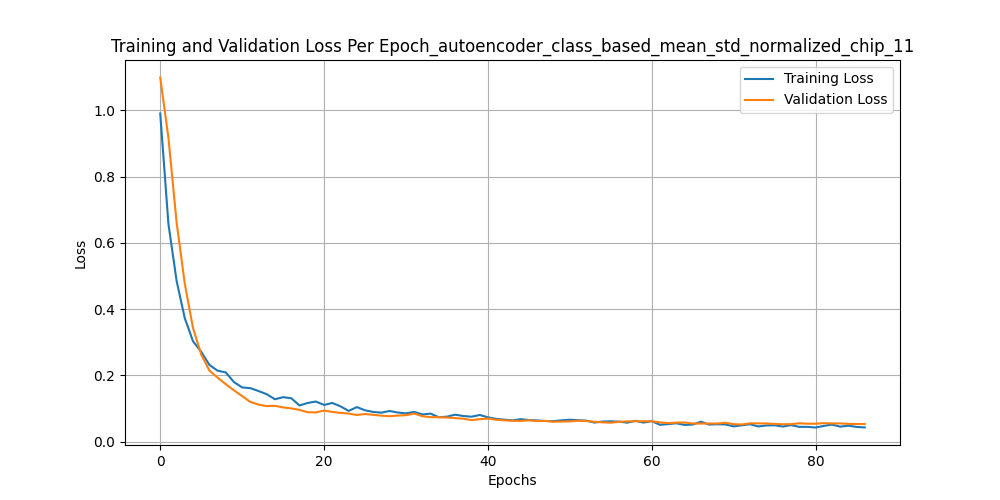 Training and Validation Loss Per Epoch_autoencoder_class_based_mean_std_normalized_chip_11
Training Loss
Validation Loss
1.0
0.8
0.6
0.4
0.2
0.0
Loss
0 20 40 60 80
Epochs